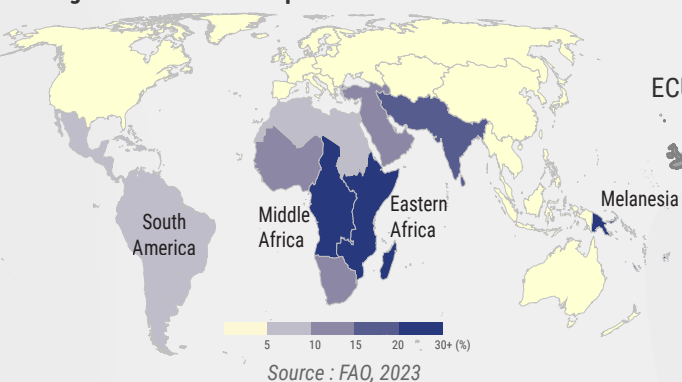 South
America
Middle
Africa
Eastern
Africa
Melanesia
5 10 15 20 30+ (%)
Source : FAO, 2023